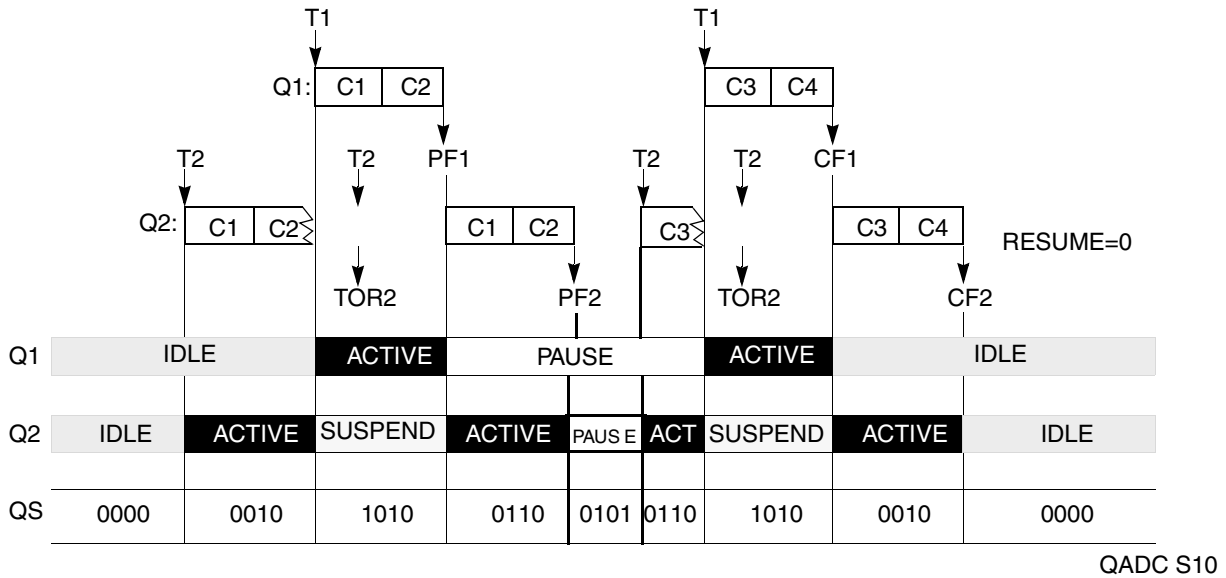 T1 T1
Q1: C1 C2 C3 C4
T2 T2 PF1 T2 T2 CF1
Q2: C1 C2 C1 C2 C3 C3 C4 RESUME=0
TOR2 PF2 TOR2 CF2
Q1 IDLE ACTIVE PAUSE ACTIVE IDLE
Q2 IDLE ACTIVE SUSPEND ACTIVE PAUSE ACT SUSPEND ACTIVE IDLE
QS 0000 0010 1010 0110 0101 0110 1010 0010 0000
QADC S10